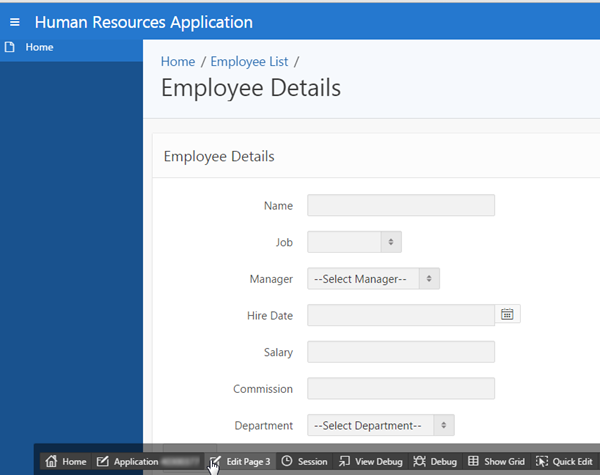 Human Resources Application
Home
Home / Employee List /
Employee Details
Employee Details
Name
Job
Manager --Select Manager--
Hire Date
Salary
Commission
Department --Select Department--
Home Application Edit Page 3 Session View Debug Debug Show Grid Quick Edit